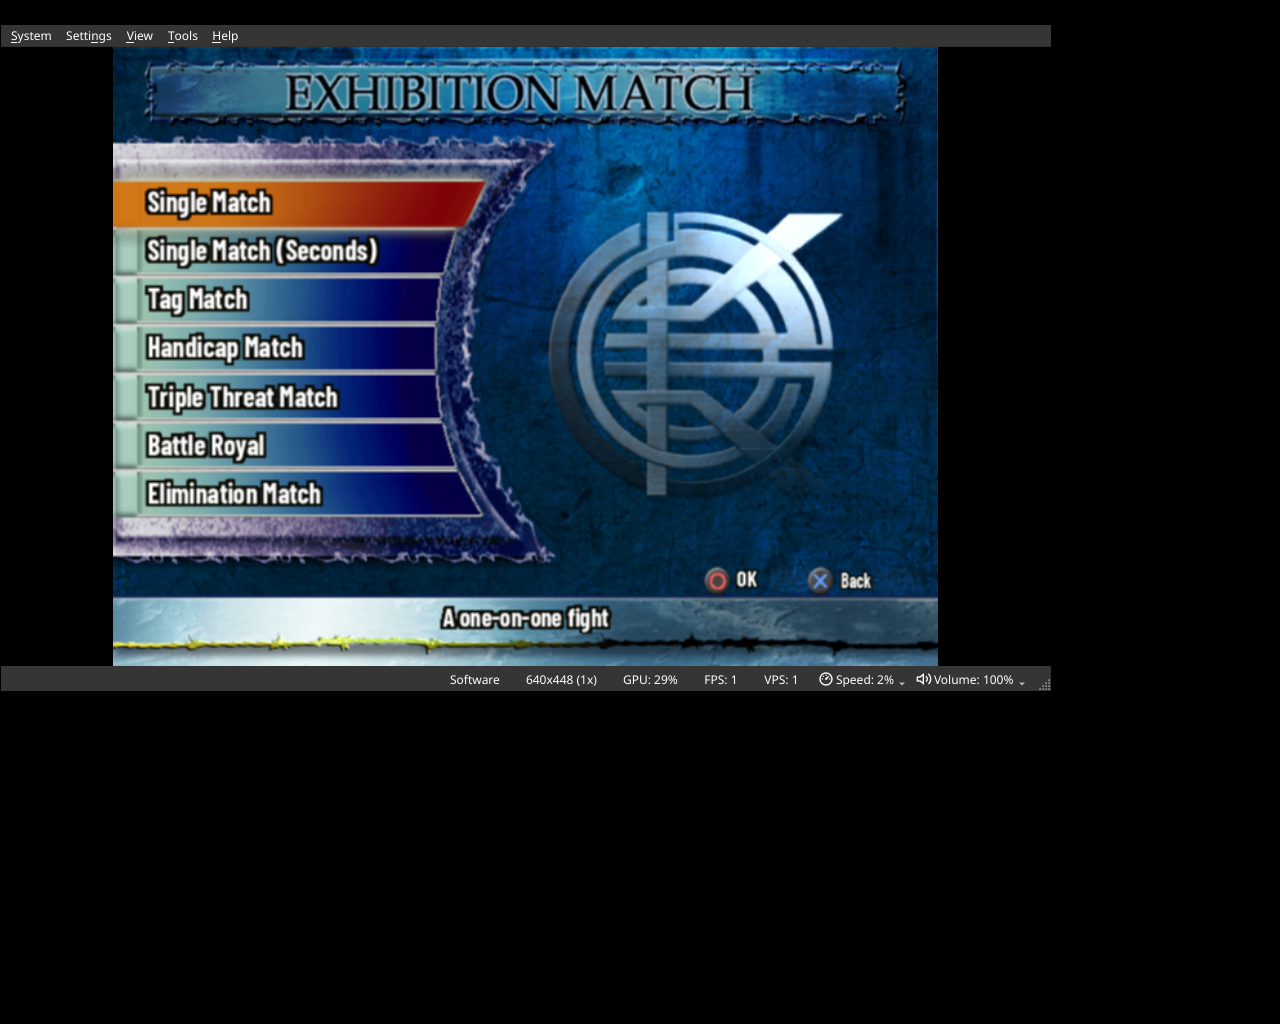 System Settings View Tools Help
EXHIBITION MATCH
Single Match
Single Match (Seconds)
Tag Match
Handicap Match
Triple Threat Match
Battle Royal
Elimination Match
OK Back
A one-on-one fight
Software 640x448 (1x) GPU: 29% FPS: 1 VPS: 1 Speed: 2% Volume: 100%